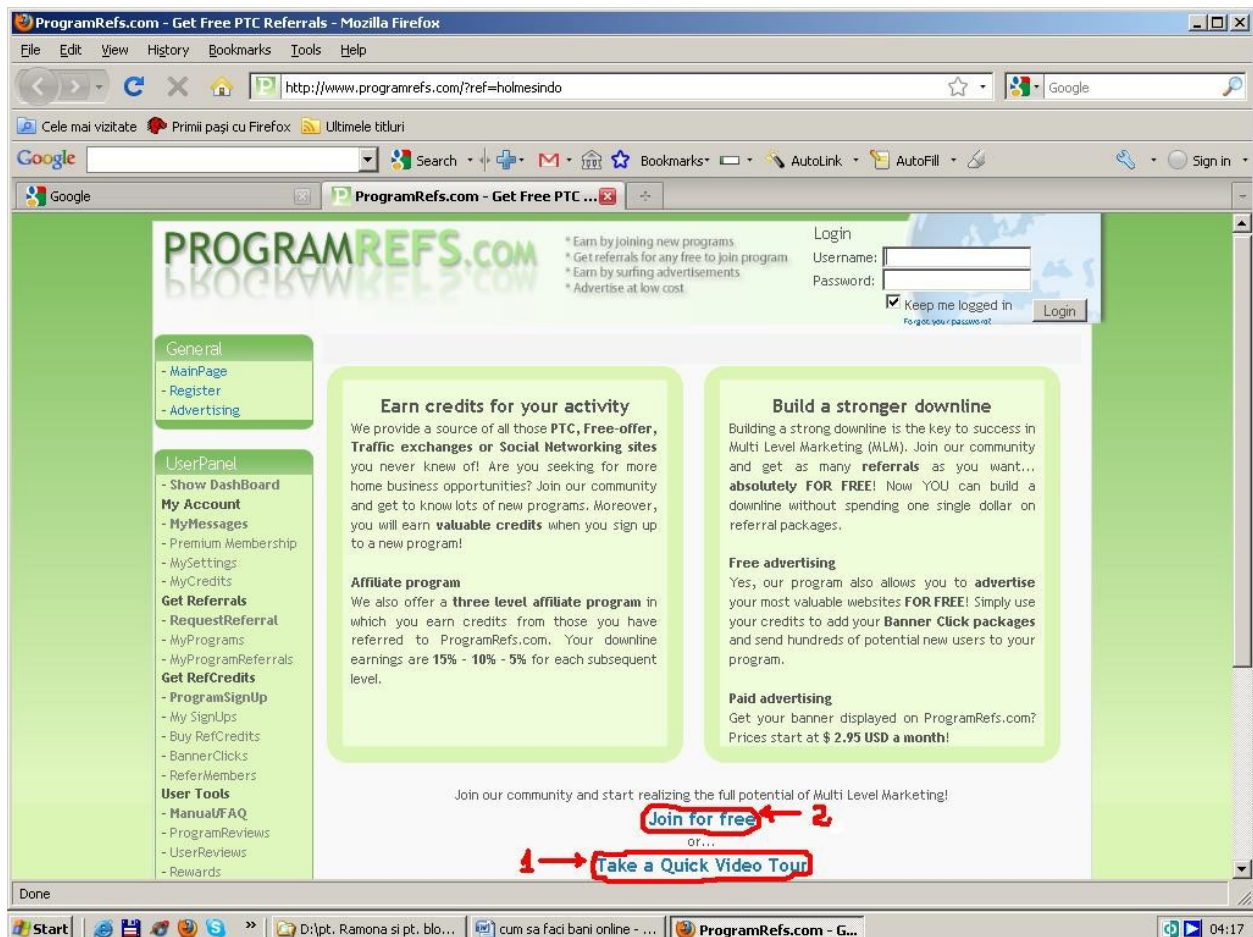 ProgramRefs.com - Get Free PTC Referrals - Mozilla Firefox
File Edit View History Bookmarks Tools Help
http://www.programrefs.com/?ref=holmesindo
Google
Cele mai vizitate Primii pași cu Firefox Ultimele titluri
Google Search Bookmarks AutoLink AutoFill Sign in
Google ProgramRefs.com - Get Free PTC ...
PROGRAMREFS.COM
* Earn by joining new programs
* Get referrals for any free to join program
* Earn by surfing advertisements
* Advertise at low cost
Login
Username:
Password:
Keep me logged in
Login
Forgot your password?
General
- MainPage
- Register
- Advertising
UserPanel
- Show DashBoard
My Account
- MyMessages
- Premium Membership
- MySettings
- MyCredits
Get Referrals
- RequestReferral
- MyPrograms
- MyProgramReferrals
Get RefCredits
- ProgramSignUp
- My SignUps
- Buy RefCredits
- BannerClicks
- ReferMembers
User Tools
- Manual/FAQ
- ProgramReviews
- UserReviews
- Rewards
Earn credits for your activity
We provide a source of all those PTC, Free-offer,
Traffic exchanges or Social Networking sites
you never knew of! Are you seeking for more
home business opportunities? Join our community
and get to know lots of new programs. Moreover,
you will earn valuable credits when you sign up
to a new program!
Affiliate program
We also offer a three level affiliate program in
which you earn credits from those you have
referred to ProgramRefs.com. Your downline
earnings are 15% - 10% - 5% for each subsequent
level.
Build a stronger downline
Building a strong downline is the key to success in
Multi Level Marketing (MLM). Join our community
and get as many referrals as you want...
absolutely FOR FREE! Now YOU can build a
downline without spending one single dollar on
referral packages.
Free advertising
Yes, our program also allows you to advertise
your most valuable websites FOR FREE! Simply use
your credits to add your Banner Click packages
and send hundreds of potential new users to your
program.
Paid advertising
Get your banner displayed on ProgramRefs.com?
Prices start at $ 2.95 USD a month!
Join our community and start realizing the full potential of Multi Level Marketing!
Join for free 2
or...
1 Take a Quick Video Tour
Done
Start D:\pt. Ramona si pt. blo... cum sa faci bani online - ... ProgramRefs.com - G... 04:17